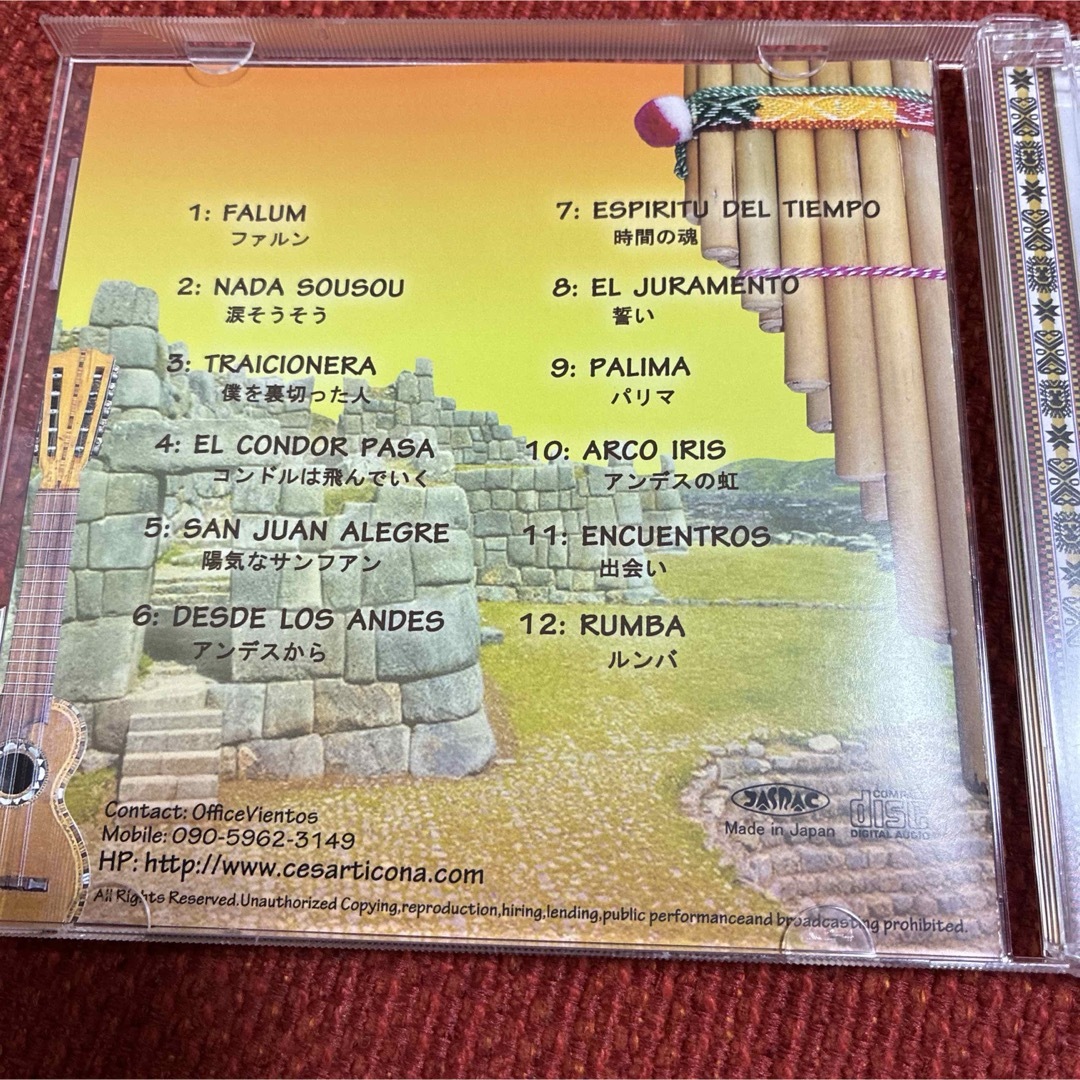 1: FALUM
ファルン
2: NADA SOUSOU
涙そうそう
3: TRAICIONERA
僕を裏切った人
4: EL CONDOR PASA
コンドルは飛んでいく
5: SAN JUAN ALEGRE
陽気なサンフアン
6: DESDE LOS ANDES
アンデスから
7: ESPIRITU DEL TIEMPO
時間の魂
8: EL JURAMENTO
誓い
9: PALIMA
パリマ
10: ARCO IRIS
アンデスの虹
11: ENCUENTROS
出会い
12: RUMBA
ルンバ
Contact: OfficeVientos
Mobile: 090-5962-3149
HP: http://www.cesarticona.com
JASRAC
Made in Japan
COMPACT
disc
DIGITAL AUDIO
All Rights Reserved.Unauthorized Copying,reproduction,hiring,lending,public performanceand broadcasting prohibited.